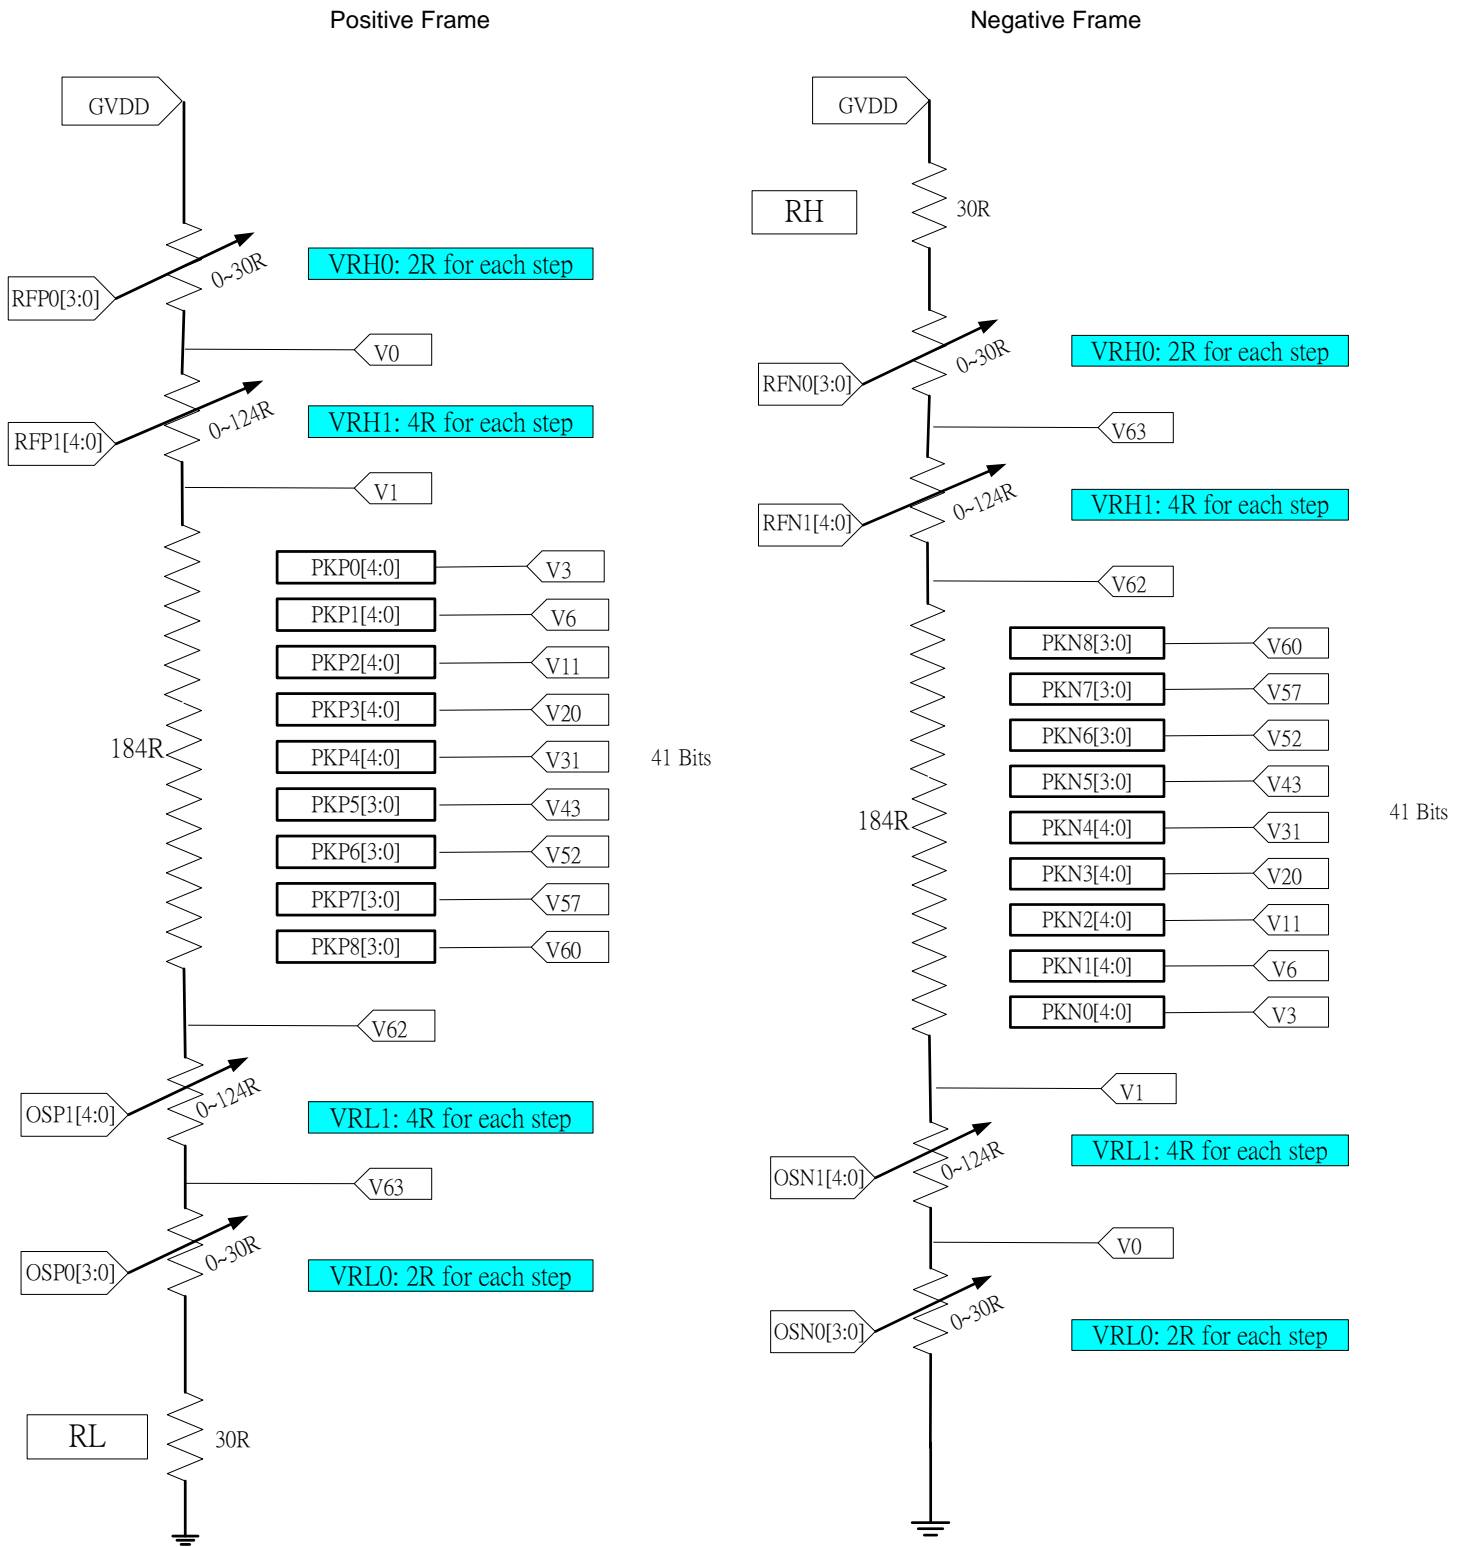 Positive Frame
GVDD
RFP0[3:0]
0~30R
VRH0: 2R for each step
V0
RFP1[4:0]
0~124R
VRH1: 4R for each step
V1
PKP0[4:0]
V3
PKP1[4:0]
V6
PKP2[4:0]
V11
PKP3[4:0]
V20
184R
PKP4[4:0]
V31
41 Bits
PKP5[3:0]
V43
PKP6[3:0]
V52
PKP7[3:0]
V57
PKP8[3:0]
V60
V62
OSP1[4:0]
0~124R
VRL1: 4R for each step
V63
OSP0[3:0]
0~30R
VRL0: 2R for each step
RL
30R
Negative Frame
GVDD
RH
30R
RFN0[3:0]
0~30R
VRH0: 2R for each step
V63
RFN1[4:0]
0~124R
VRH1: 4R for each step
V62
PKN8[3:0]
V60
PKN7[3:0]
V57
PKN6[3:0]
V52
PKN5[3:0]
V43
184R
PKN4[4:0]
V31
41 Bits
PKN3[4:0]
V20
PKN2[4:0]
V11
PKN1[4:0]
V6
PKN0[4:0]
V3
V1
OSN1[4:0]
0~124R
VRL1: 4R for each step
V0
OSN0[3:0]
0~30R
VRL0: 2R for each step